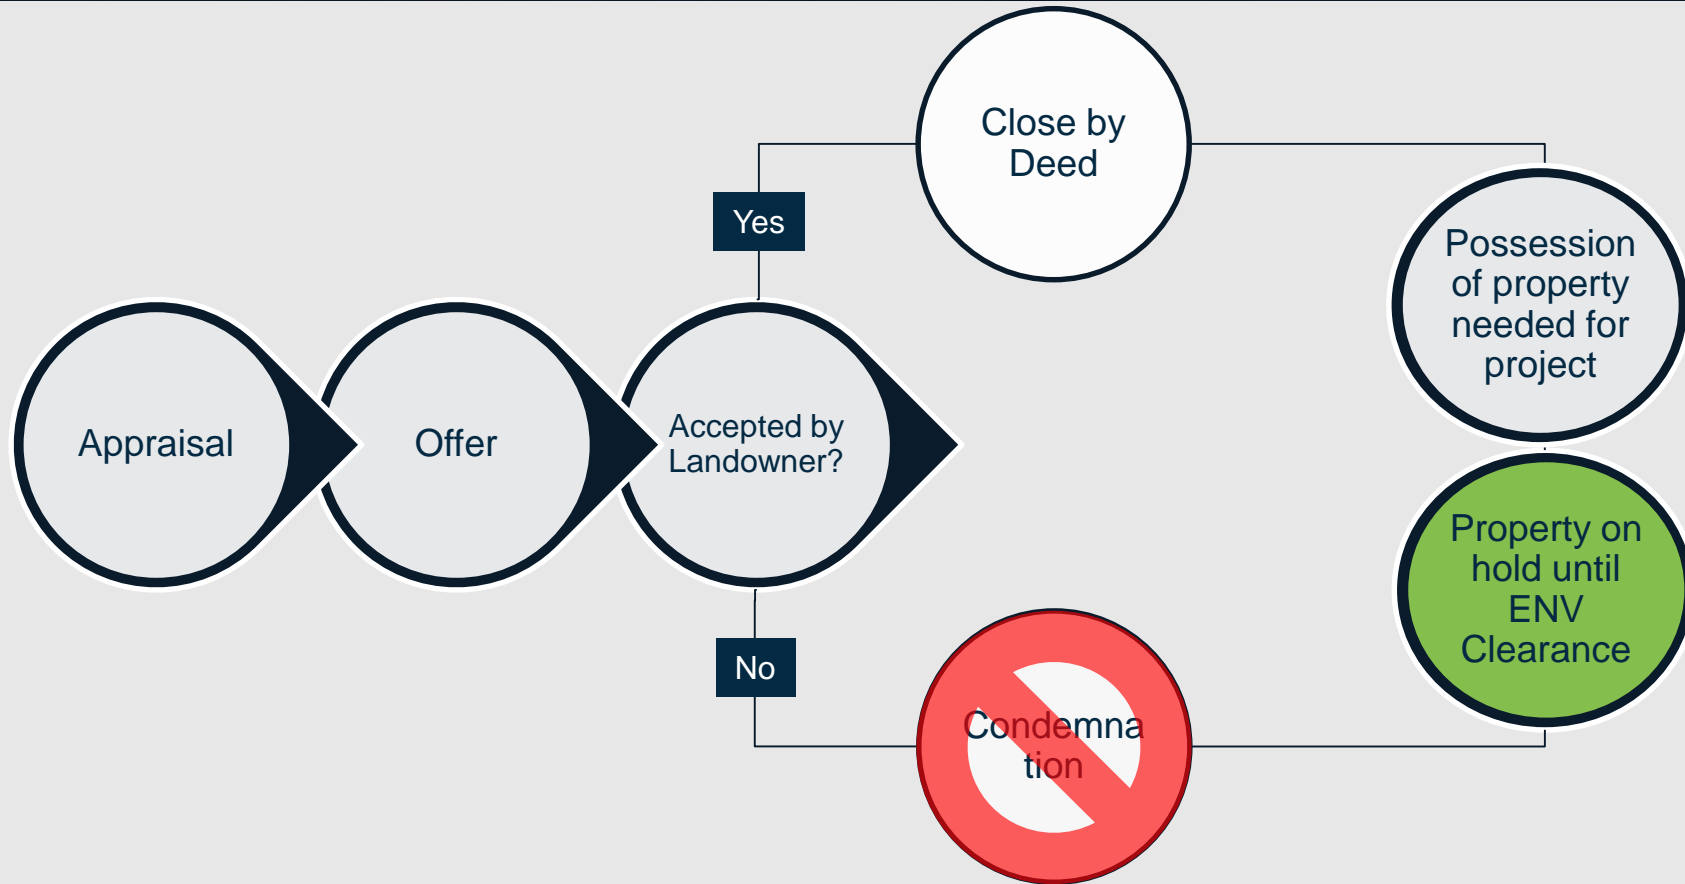 Appraisal
Offer
Accepted by
Landowner?
Yes
Close by
Deed
Possession
of property
needed for
project
Property on
hold until
ENV
Clearance
No
Condemna
tion